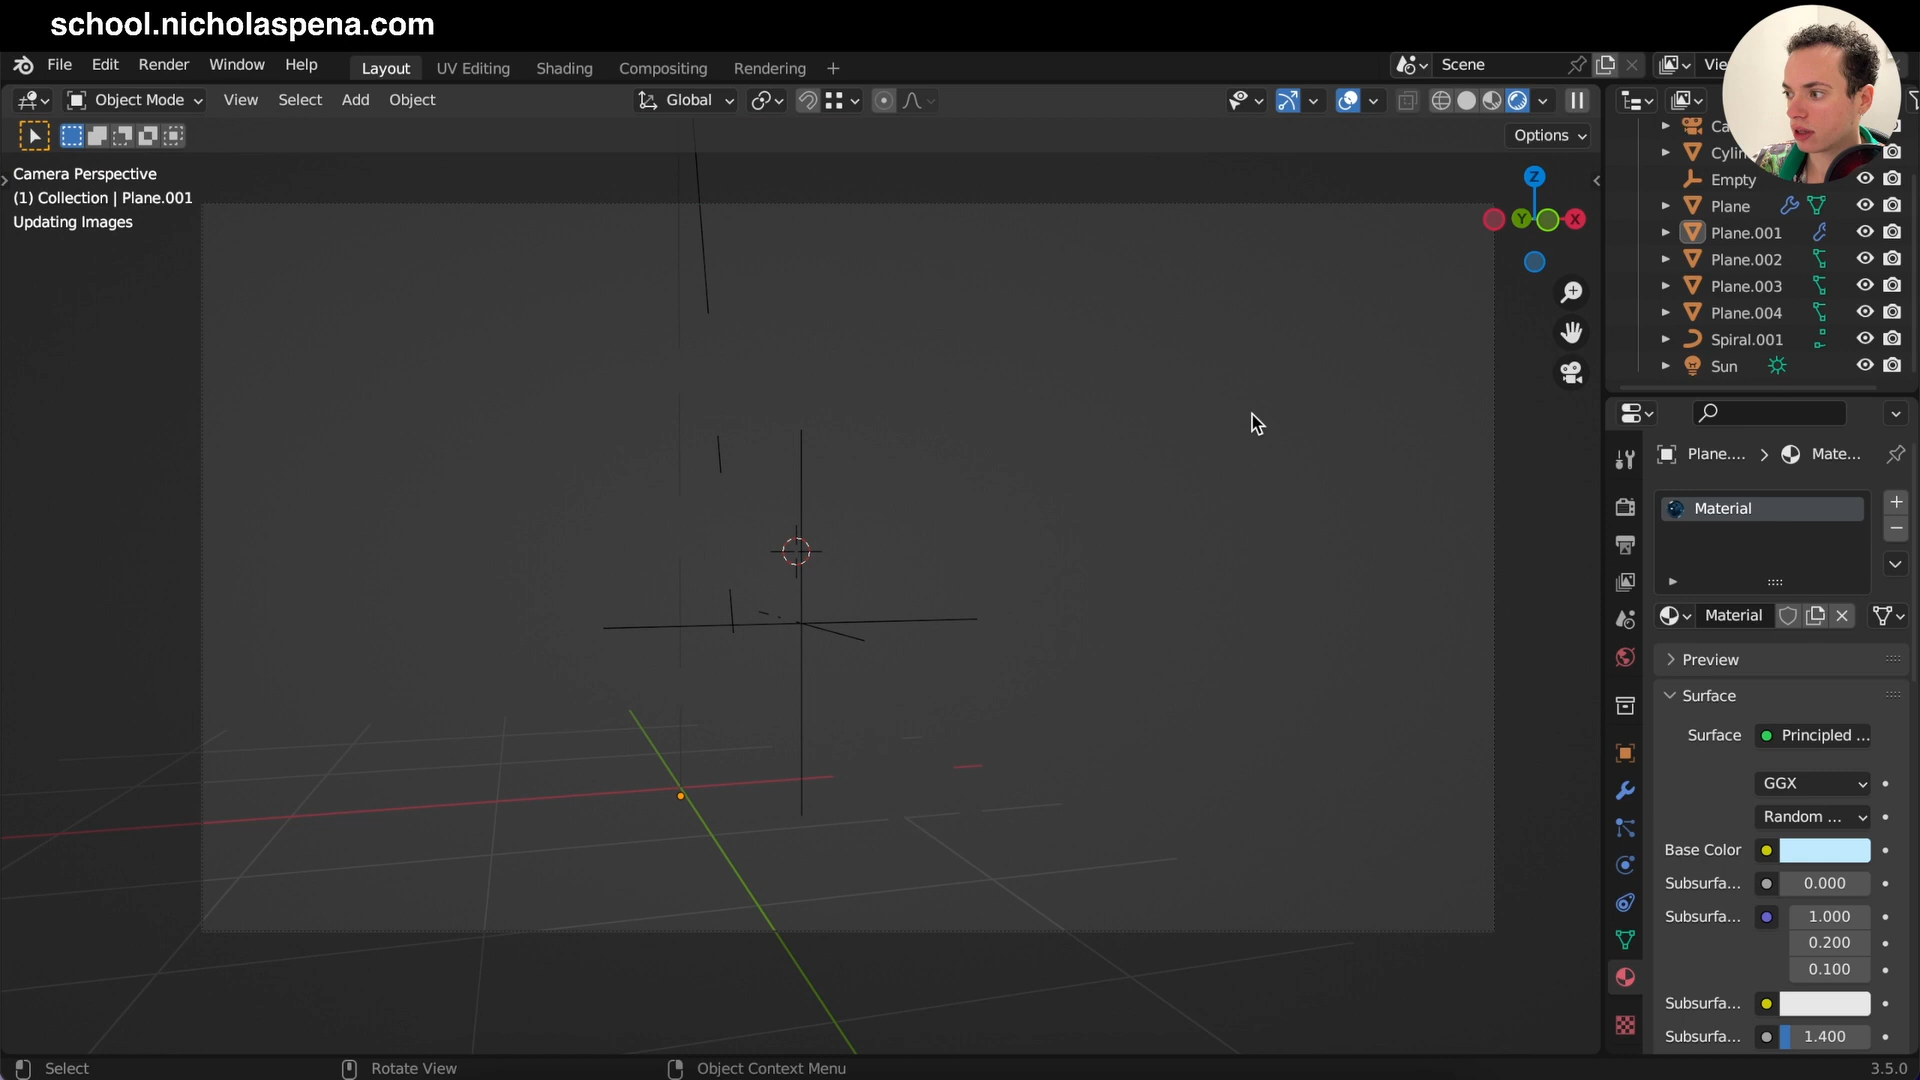 school.nicholaspena.com
File Edit Render Window Help Layout UV Editing Shading Compositing Rendering + Scene
Object Mode View Select Add Object Global
Options
Camera Perspective
(1) Collection | Plane.001
Updating Images
Z
Y X
Empty
Plane
Plane.001
Plane.002
Plane.003
Plane.004
Spiral.001
Sun
Plane.... > Mate...
Material
Material
Preview
Surface
Surface Principled ...
GGX
Random ...
Base Color
Subsurfa... 0.000
Subsurfa... 1.000
0.200
0.100
Subsurfa...
Subsurfa... 1.400
Select Rotate View Object Context Menu 3.5.0